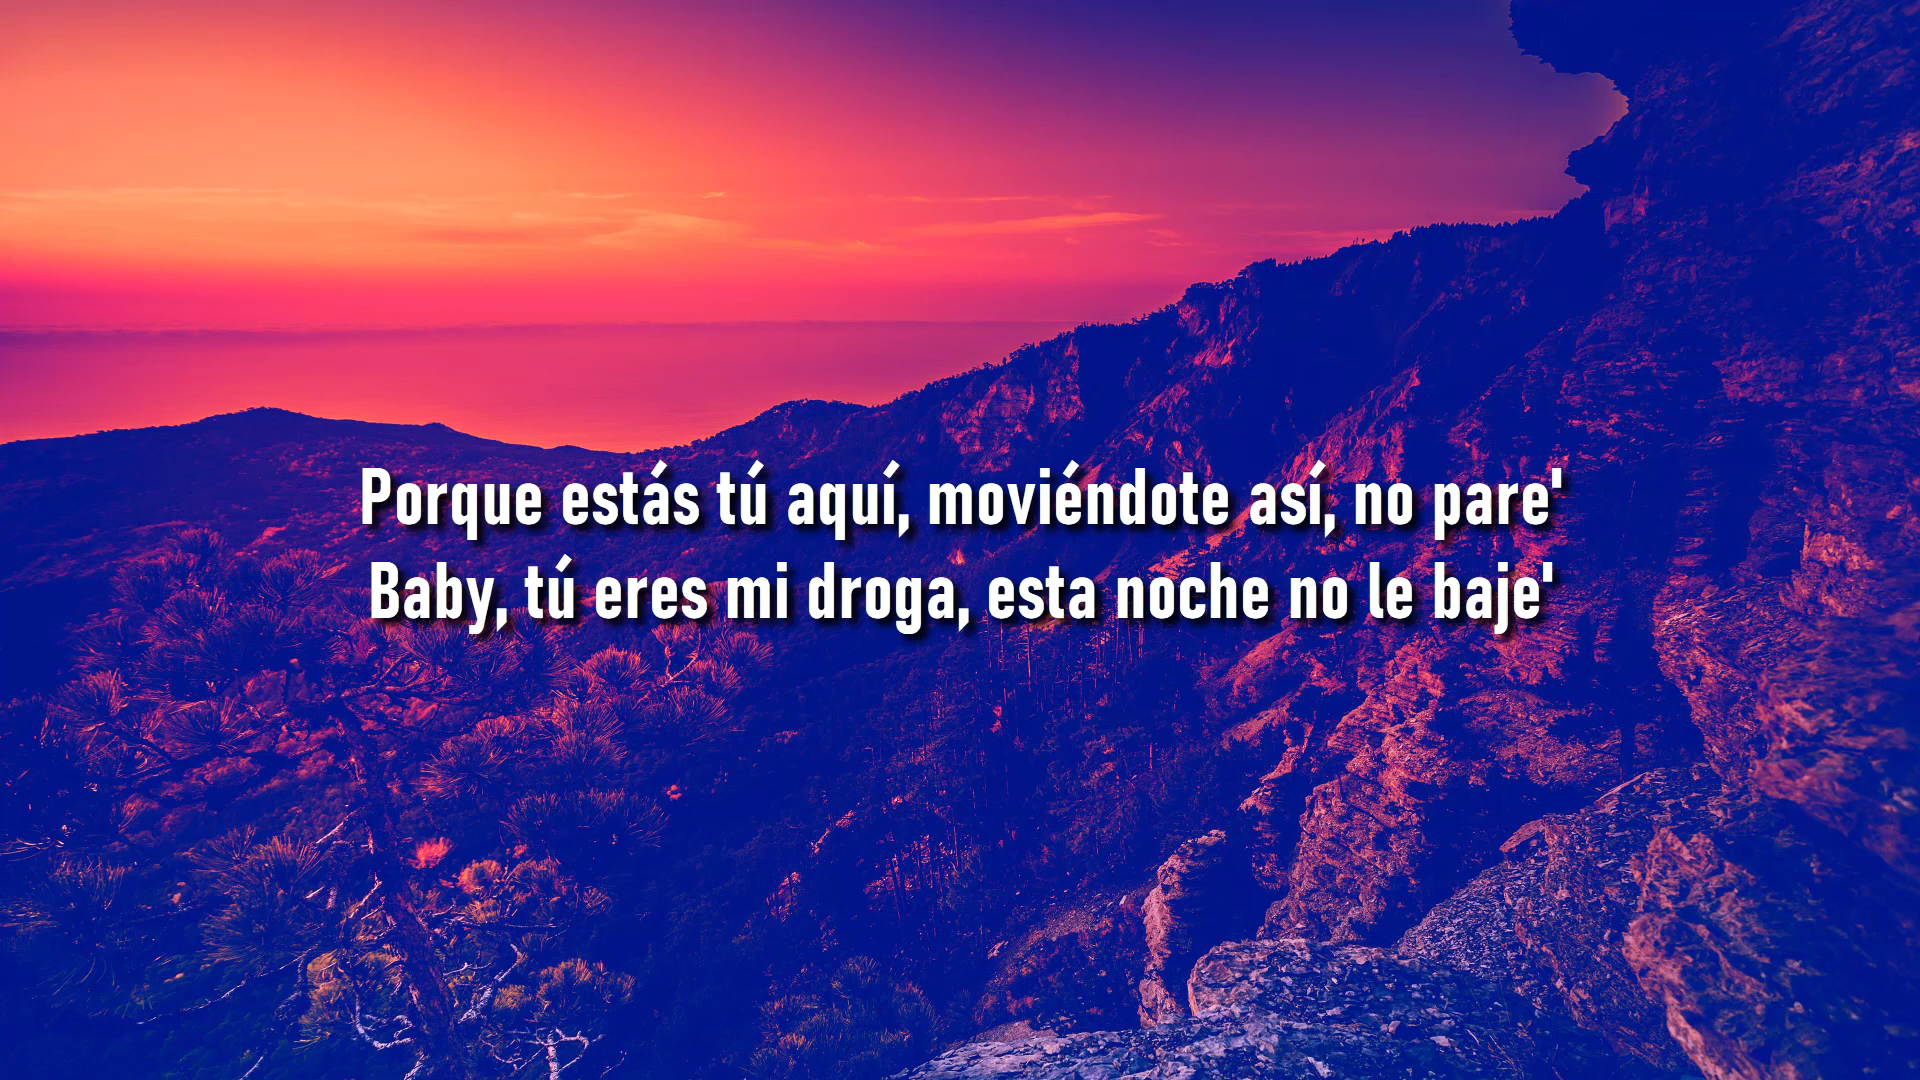 Porque estás tú aquí, moviéndote así, no pare'
Baby, tú eres mi droga, esta noche no le baje'